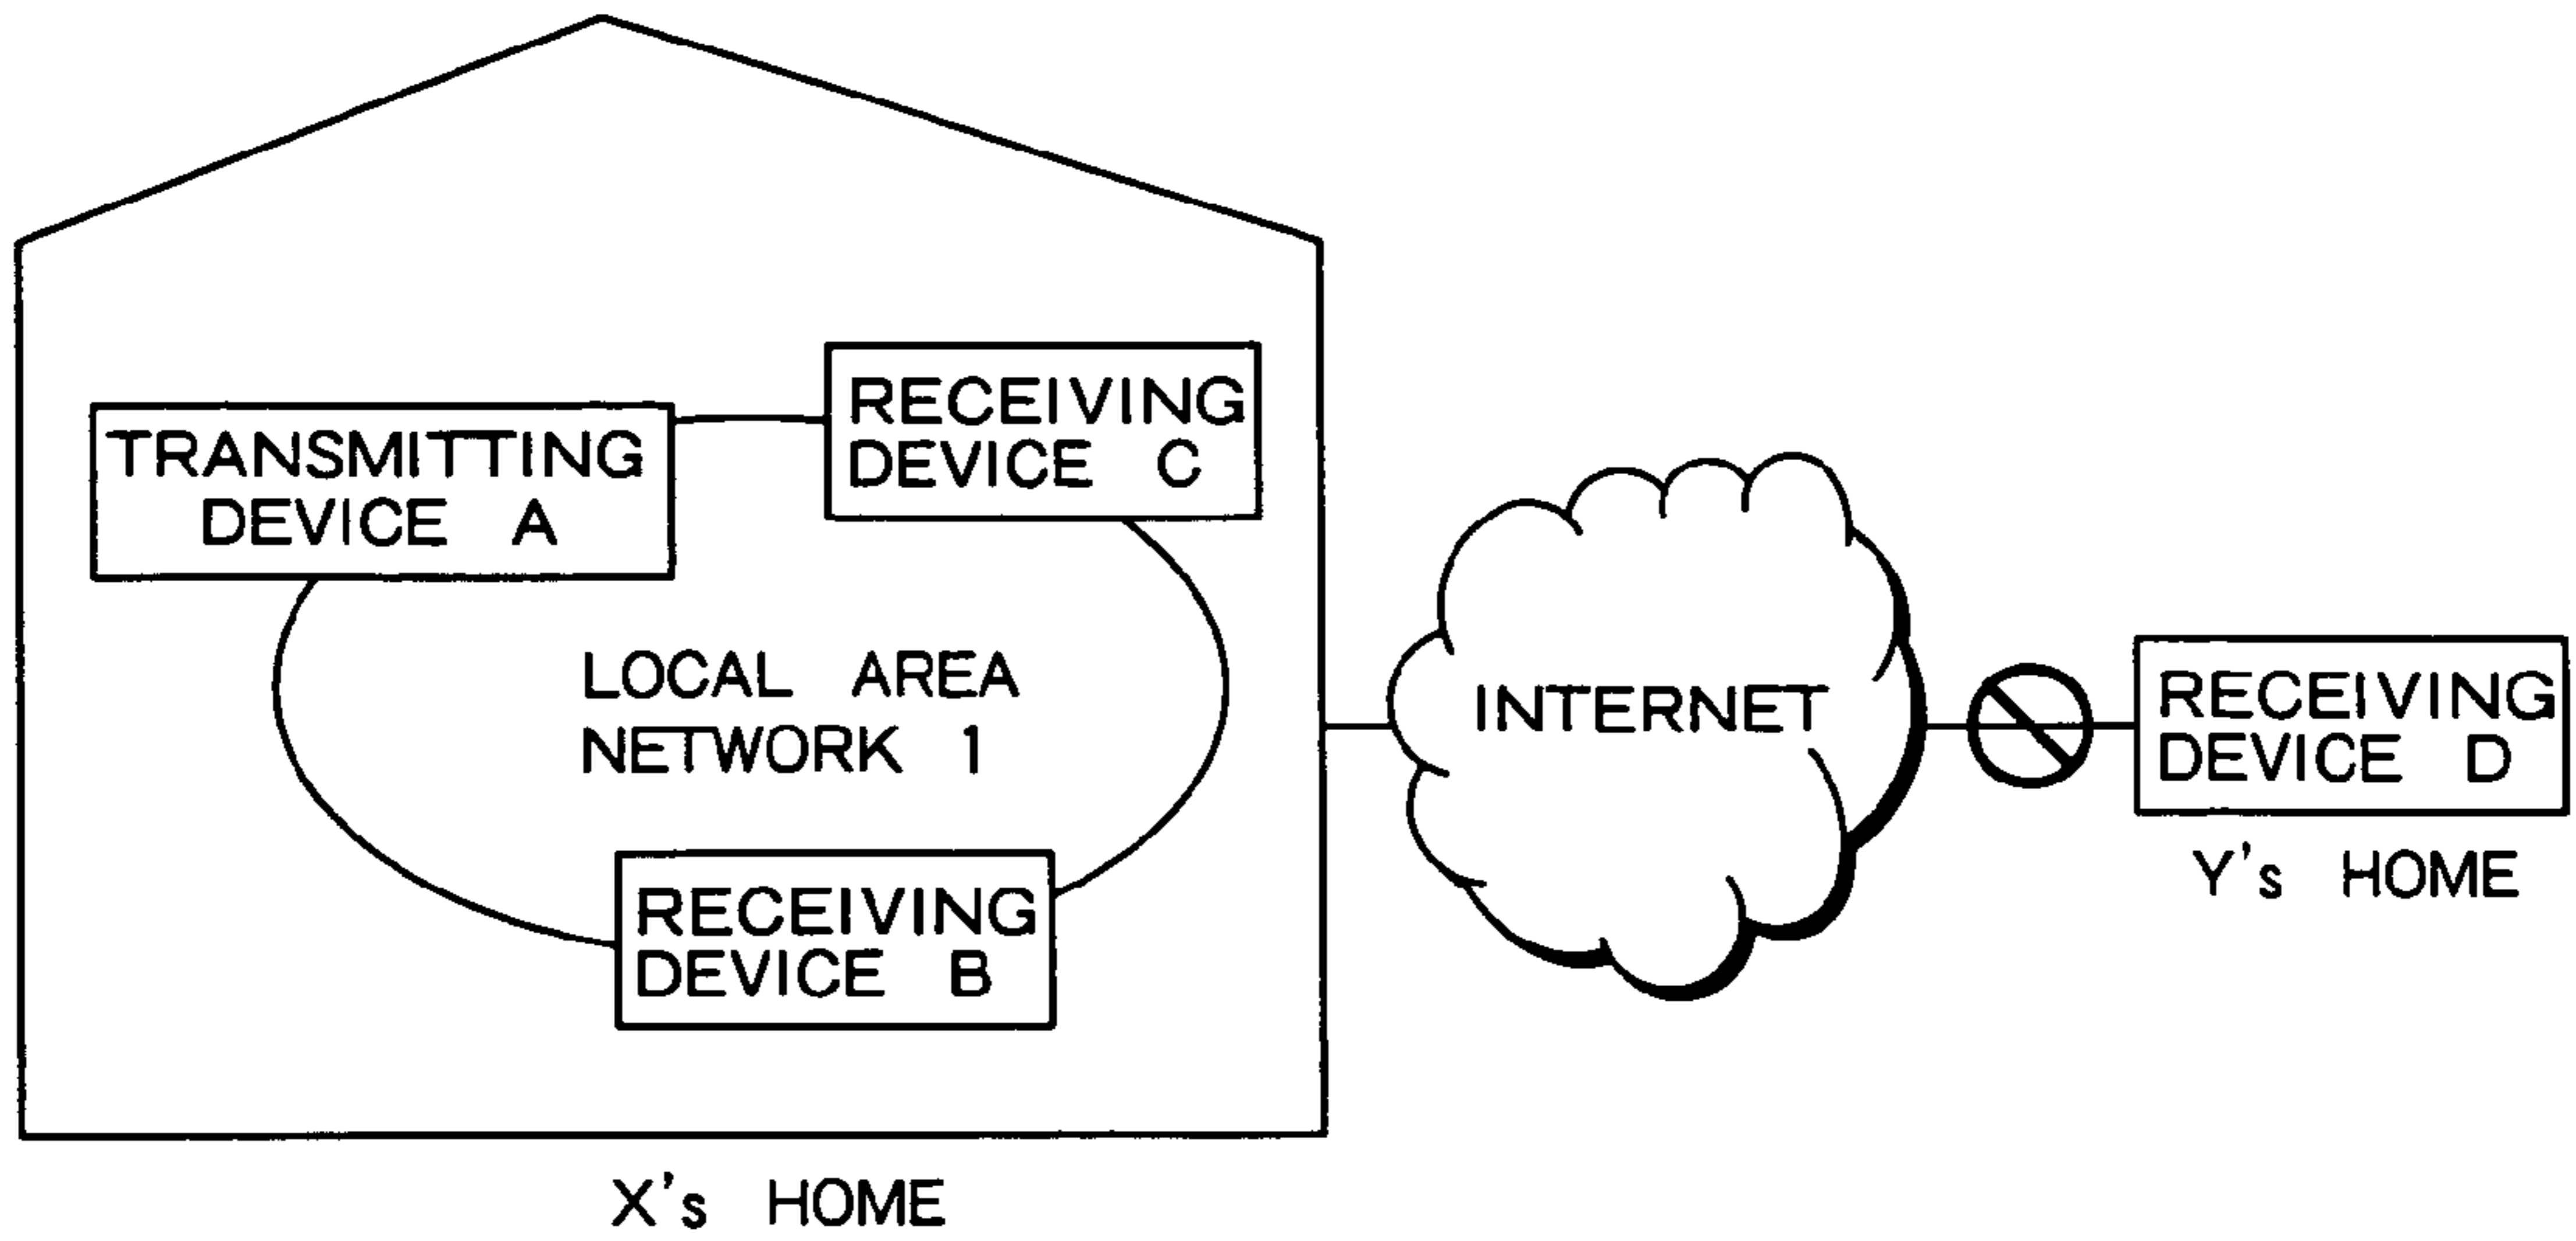 TRANSMITTING
DEVICE A
RECEIVING
DEVICE C
LOCAL AREA
NETWORK 1
RECEIVING
DEVICE B
X's HOME
INTERNET
RECEIVING
DEVICE D
Y's HOME